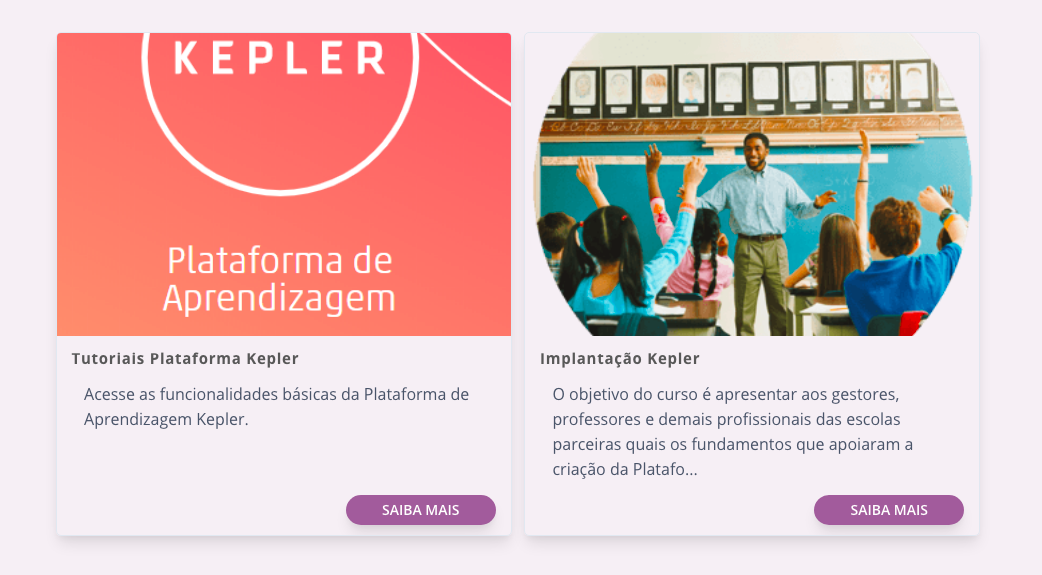 KEPLER
Plataforma de
Aprendizagem
Tutoriais Plataforma Kepler
Acesse as funcionalidades básicas da Plataforma de
Aprendizagem Kepler.
SAIBA MAIS
Implantação Kepler
O objetivo do curso é apresentar aos gestores,
professores e demais profissionais das escolas
parceiras quais os fundamentos que apoiaram a
criação da Platafo...
SAIBA MAIS